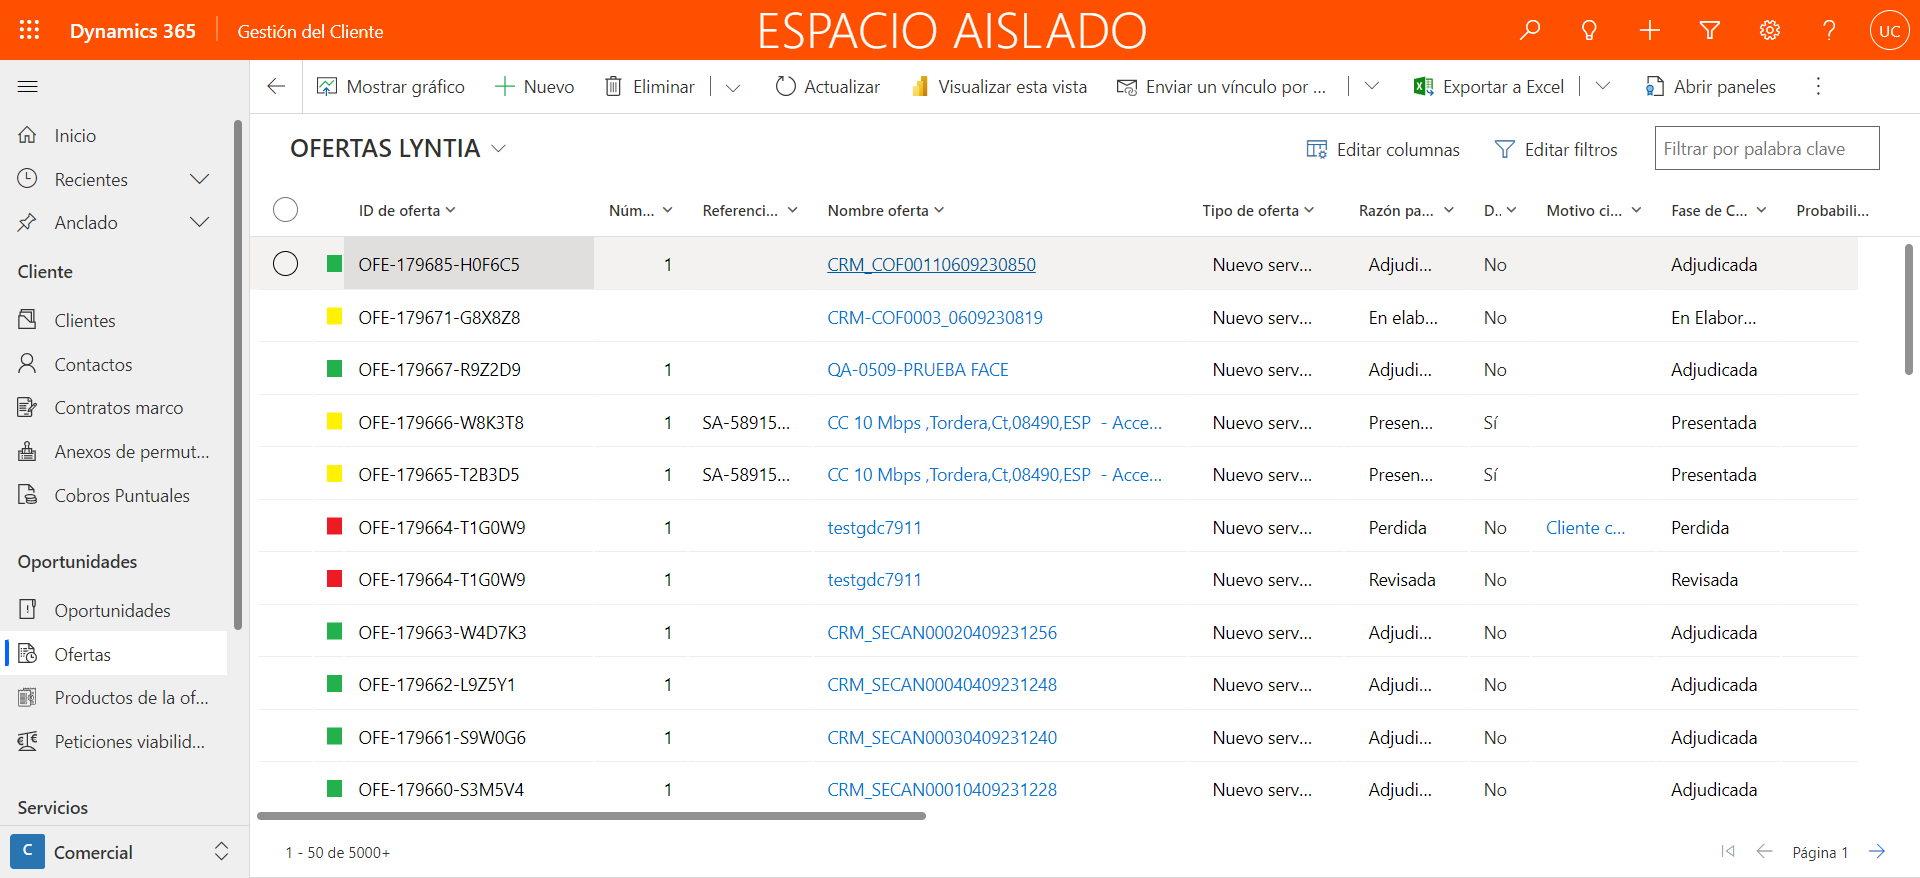 Dynamics 365 Gestión del Cliente ESPACIO AISLADO UC
Mostrar gráfico Nuevo Eliminar Actualizar Visualizar esta vista Enviar un vínculo por ... Exportar a Excel Abrir paneles
Inicio
Recientes
Anclado
Cliente
Clientes
Contactos
Contratos marco
Anexos de permut...
Cobros Puntuales
Oportunidades
Oportunidades
Ofertas
Productos de la of...
Peticiones viabilid...
Servicios
C Comercial
OFERTAS LYNTIA Editar columnas Editar filtros Filtrar por palabra clave
ID de oferta Núm... Referenci... Nombre oferta Tipo de oferta Razón pa... D.. Motivo ci... Fase de C... Probabili...
OFE-179685-H0F6C5 1 CRM_COF00110609230850 Nuevo serv... Adjudi... No Adjudicada
OFE-179671-G8X8Z8 CRM-COF0003_0609230819 Nuevo serv... En elab... No En Elabor...
OFE-179667-R9Z2D9 1 QA-0509-PRUEBA FACE Nuevo serv... Adjudi... No Adjudicada
OFE-179666-W8K3T8 1 SA-58915... CC 10 Mbps ,Tordera,Ct,08490,ESP - Acce... Nuevo serv... Presen... Sí Presentada
OFE-179665-T2B3D5 1 SA-58915... CC 10 Mbps ,Tordera,Ct,08490,ESP - Acce... Nuevo serv... Presen... Sí Presentada
OFE-179664-T1G0W9 1 testgdc7911 Nuevo serv... Perdida No Cliente c... Perdida
OFE-179664-T1G0W9 1 testgdc7911 Nuevo serv... Revisada No Revisada
OFE-179663-W4D7K3 1 CRM_SECAN00020409231256 Nuevo serv... Adjudi... No Adjudicada
OFE-179662-L9Z5Y1 1 CRM_SECAN00040409231248 Nuevo serv... Adjudi... No Adjudicada
OFE-179661-S9W0G6 1 CRM_SECAN00030409231240 Nuevo serv... Adjudi... No Adjudicada
OFE-179660-S3M5V4 1 CRM_SECAN00010409231228 Nuevo serv... Adjudi... No Adjudicada
1 - 50 de 5000+ Página 1